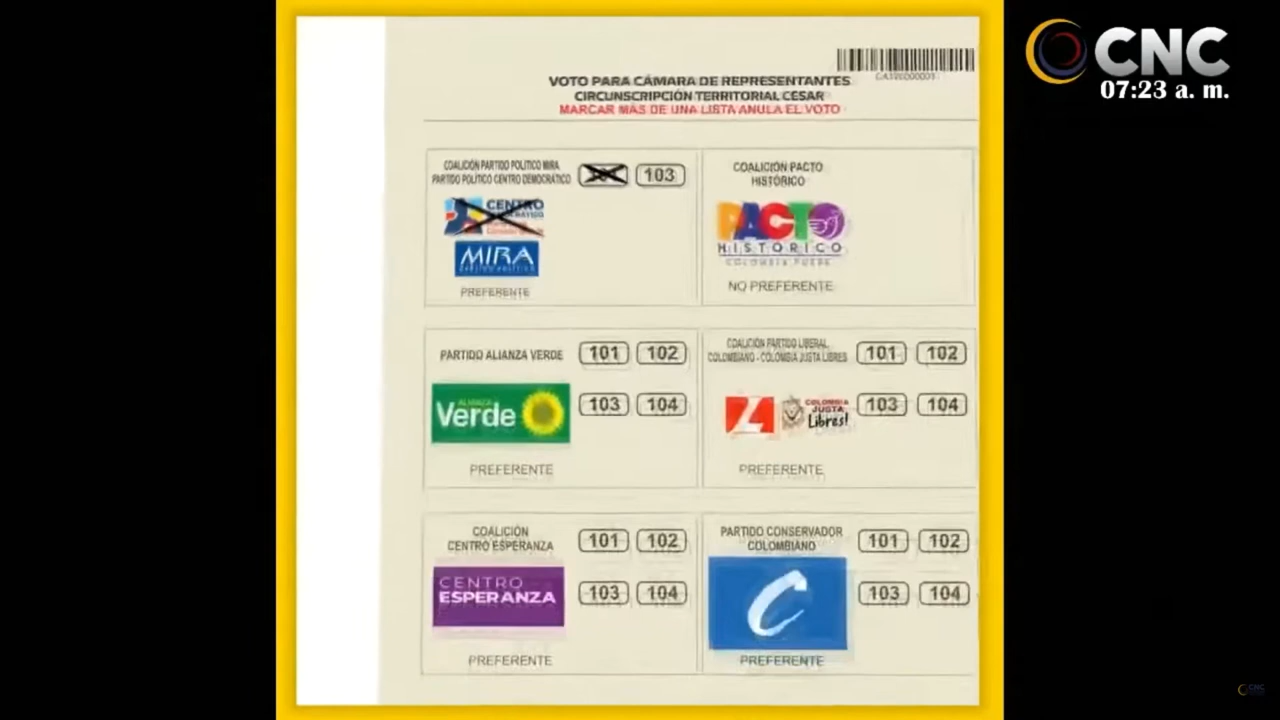 CNC
07:23 a. m.
VOTO PARA CÁMARA DE REPRESENTANTES
CIRCUNSCRIPCIÓN TERRITORIAL CESAR
MARCAR MÁS DE UNA LISTA ANULA EL VOTO
COALICIÓN PARTIDO POLÍTICO MIRA
PARTIDO POLÍTICO CENTRO DEMOCRÁTICO
103
CENTRO
MIRA
PARTIDO POLÍTICO
PREFERENTE
COALICIÓN PACTO
HISTÓRICO
PACTO
HISTÓRICO
COLOMBIA PUEDE
NO PREFERENTE
PARTIDO ALIANZA VERDE
101 102
103 104
ALIANZA
Verde
PREFERENTE
COALICIÓN PARTIDO LIBERAL
COLOMBIANO - COLOMBIA JUSTA LIBRES
101 102
103 104
L
COLOMBIA
JUSTA
Libres!
PREFERENTE
COALICIÓN
CENTRO ESPERANZA
101 102
103 104
CENTRO
ESPERANZA
PREFERENTE
PARTIDO CONSERVADOR
COLOMBIANO
101 102
103 104
C
PREFERENTE
CNC